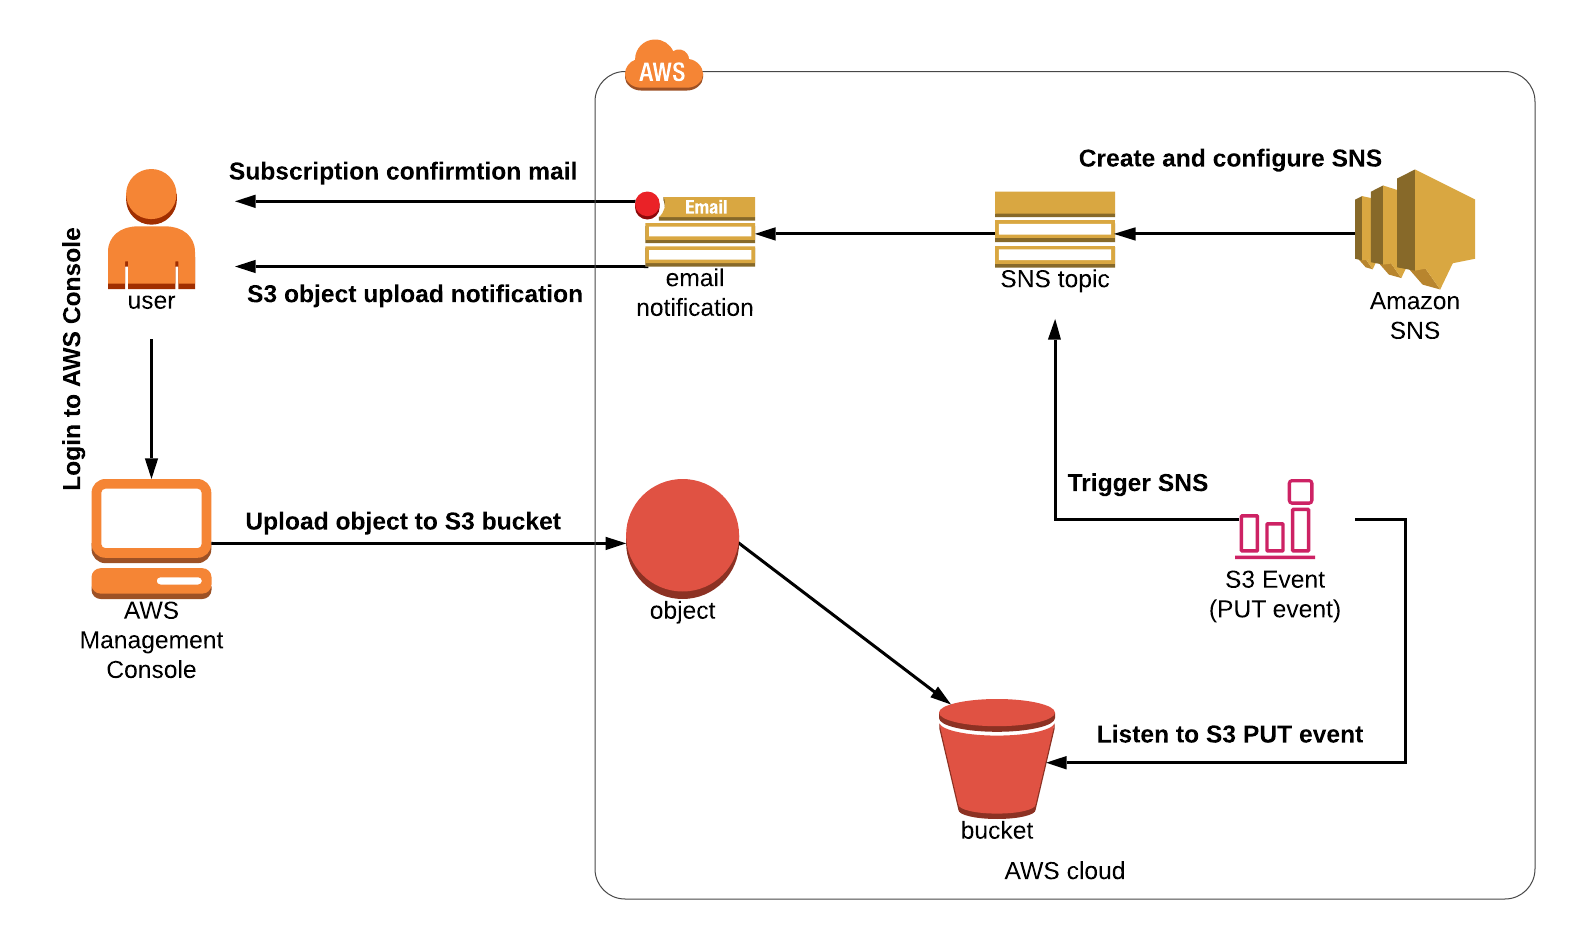 AWS
Create and configure SNS
Subscription confirmtion mail
Email
user
S3 object upload notification
email
notification
SNS topic
Amazon
SNS
Login to AWS Console
Trigger SNS
Upload object to S3 bucket
S3 Event
(PUT event)
object
AWS
Management
Console
Listen to S3 PUT event
bucket
AWS cloud